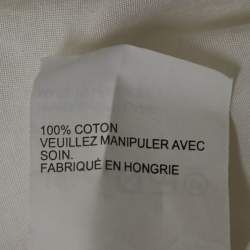 100% COTON
VEUILLEZ MANIPULER AVEC
SOIN.
FABRIQUÉ EN HONGRIE